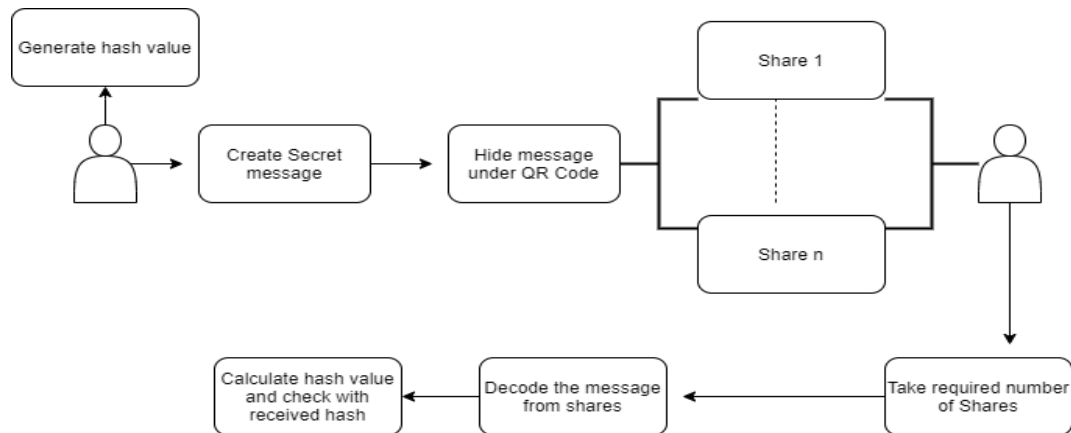 Generate hash value
Share 1
Create Secret
message
Hide message
under QR Code
Share n
Take required number
of Shares
Decode the message
from shares
Calculate hash value
and check with
received hash